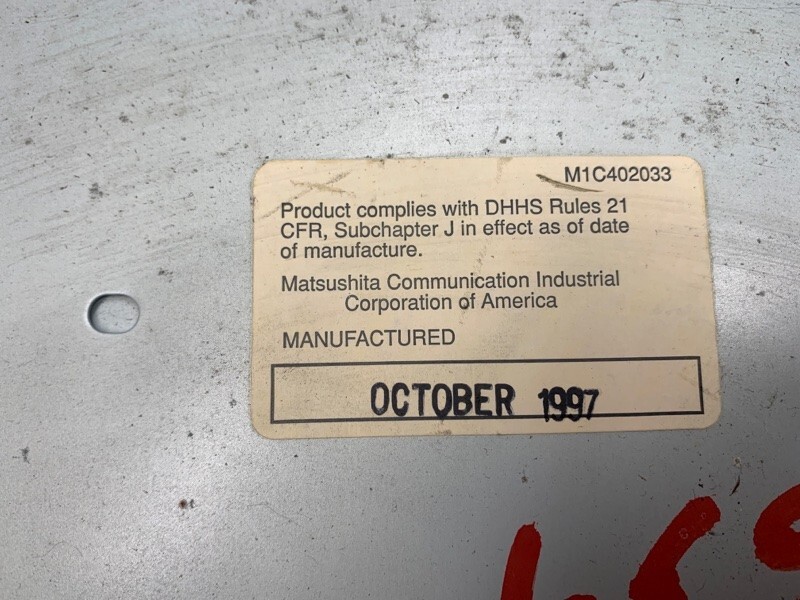 M1C402033
Product complies with DHHS Rules 21
CFR, Subchapter J in effect as of date
of manufacture.
Matsushita Communication Industrial
Corporation of America
MANUFACTURED
OCTOBER 1997